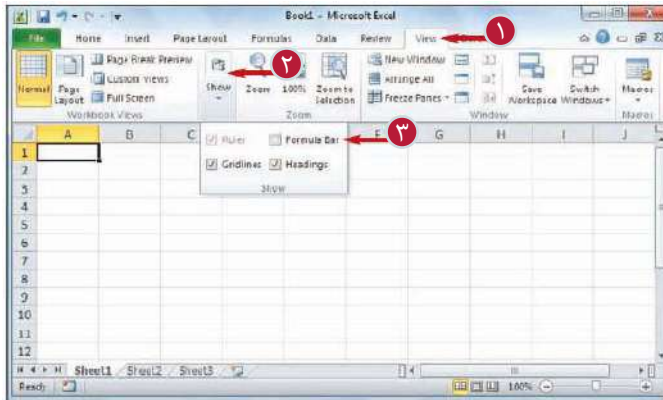 Book1 - Microsoft Excel
File Home Insert Page Layout Formulas Data Review View
١
Normal
Page Layout
Page Break Preview
Custom Views
Full Screen
Workbook Views
Show
٢
Zoom
100%
Zoom to Selection
Zoom
New Window
Arrange All
Freeze Panes
Save Workspace
Switch Windows
Window
Macros
Macros
Ruler Formula Bar
٣
Gridlines Headings
Show
A B C F G H I J L
1
2
3
4
5
6
7
8
9
10
11
12
Sheet1 Sheet2 Sheet3
Ready 100%